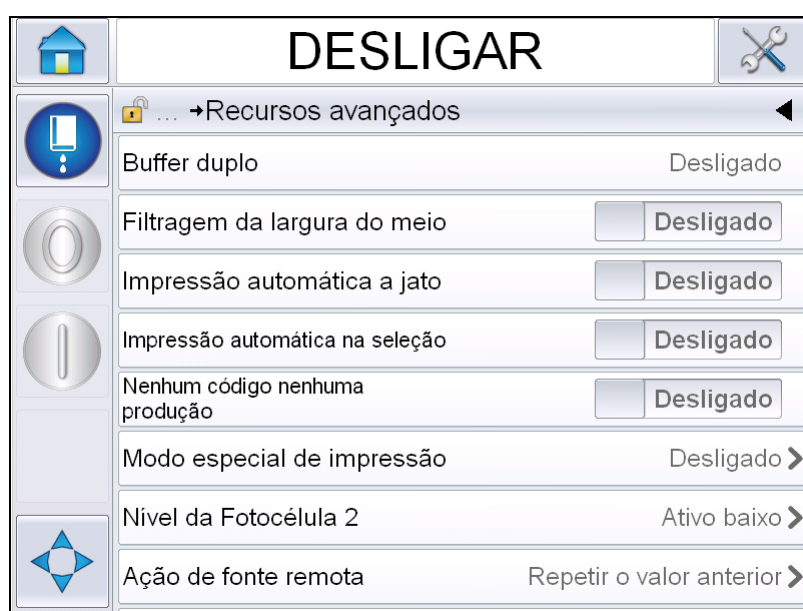 DESLIGAR
... →Recursos avançados
Buffer duplo Desligado
Filtragem da largura do meio Desligado
Impressão automática a jato Desligado
Impressão automática na seleção Desligado
Nenhum código nenhuma
produção Desligado
Modo especial de impressão Desligado
Nível da Fotocélula 2 Ativo baixo
Ação de fonte remota Repetir o valor anterior